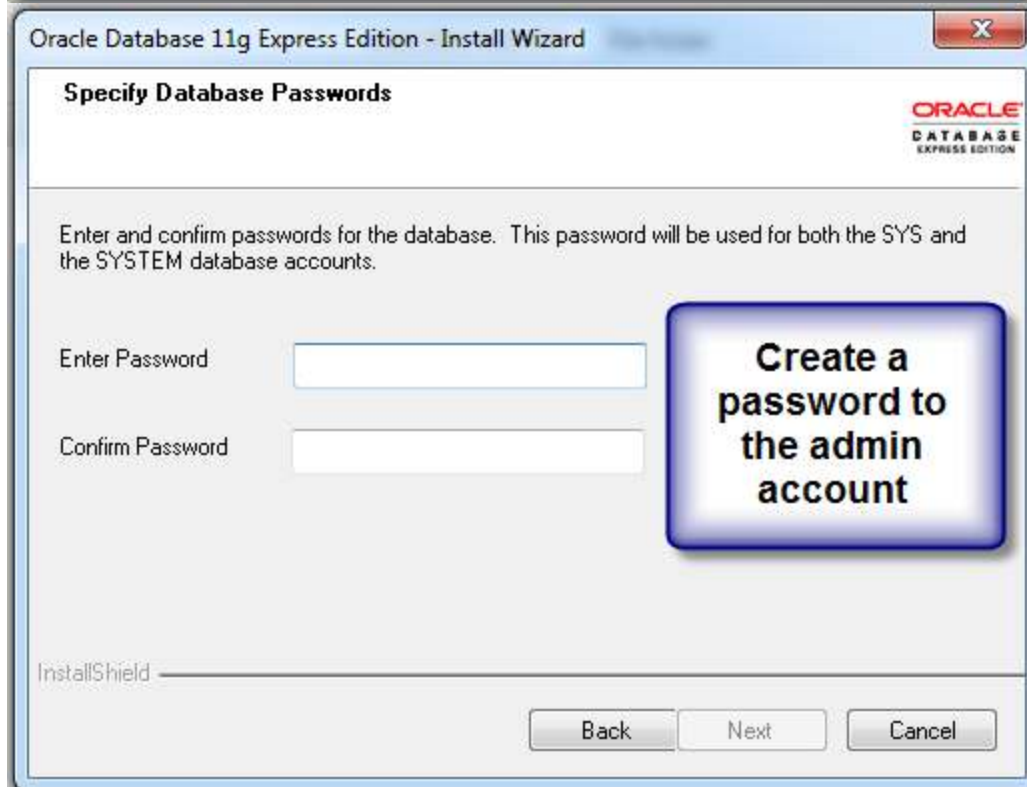 Oracle Database 11g Express Edition - Install Wizard
Specify Database Passwords
ORACLE
DATABASE
EXPRESS EDITION
Enter and confirm passwords for the database. This password will be used for both the SYS and
the SYSTEM database accounts.
Enter Password
Confirm Password
Create a
password to
the admin
account
InstallShield
Back
Next
Cancel